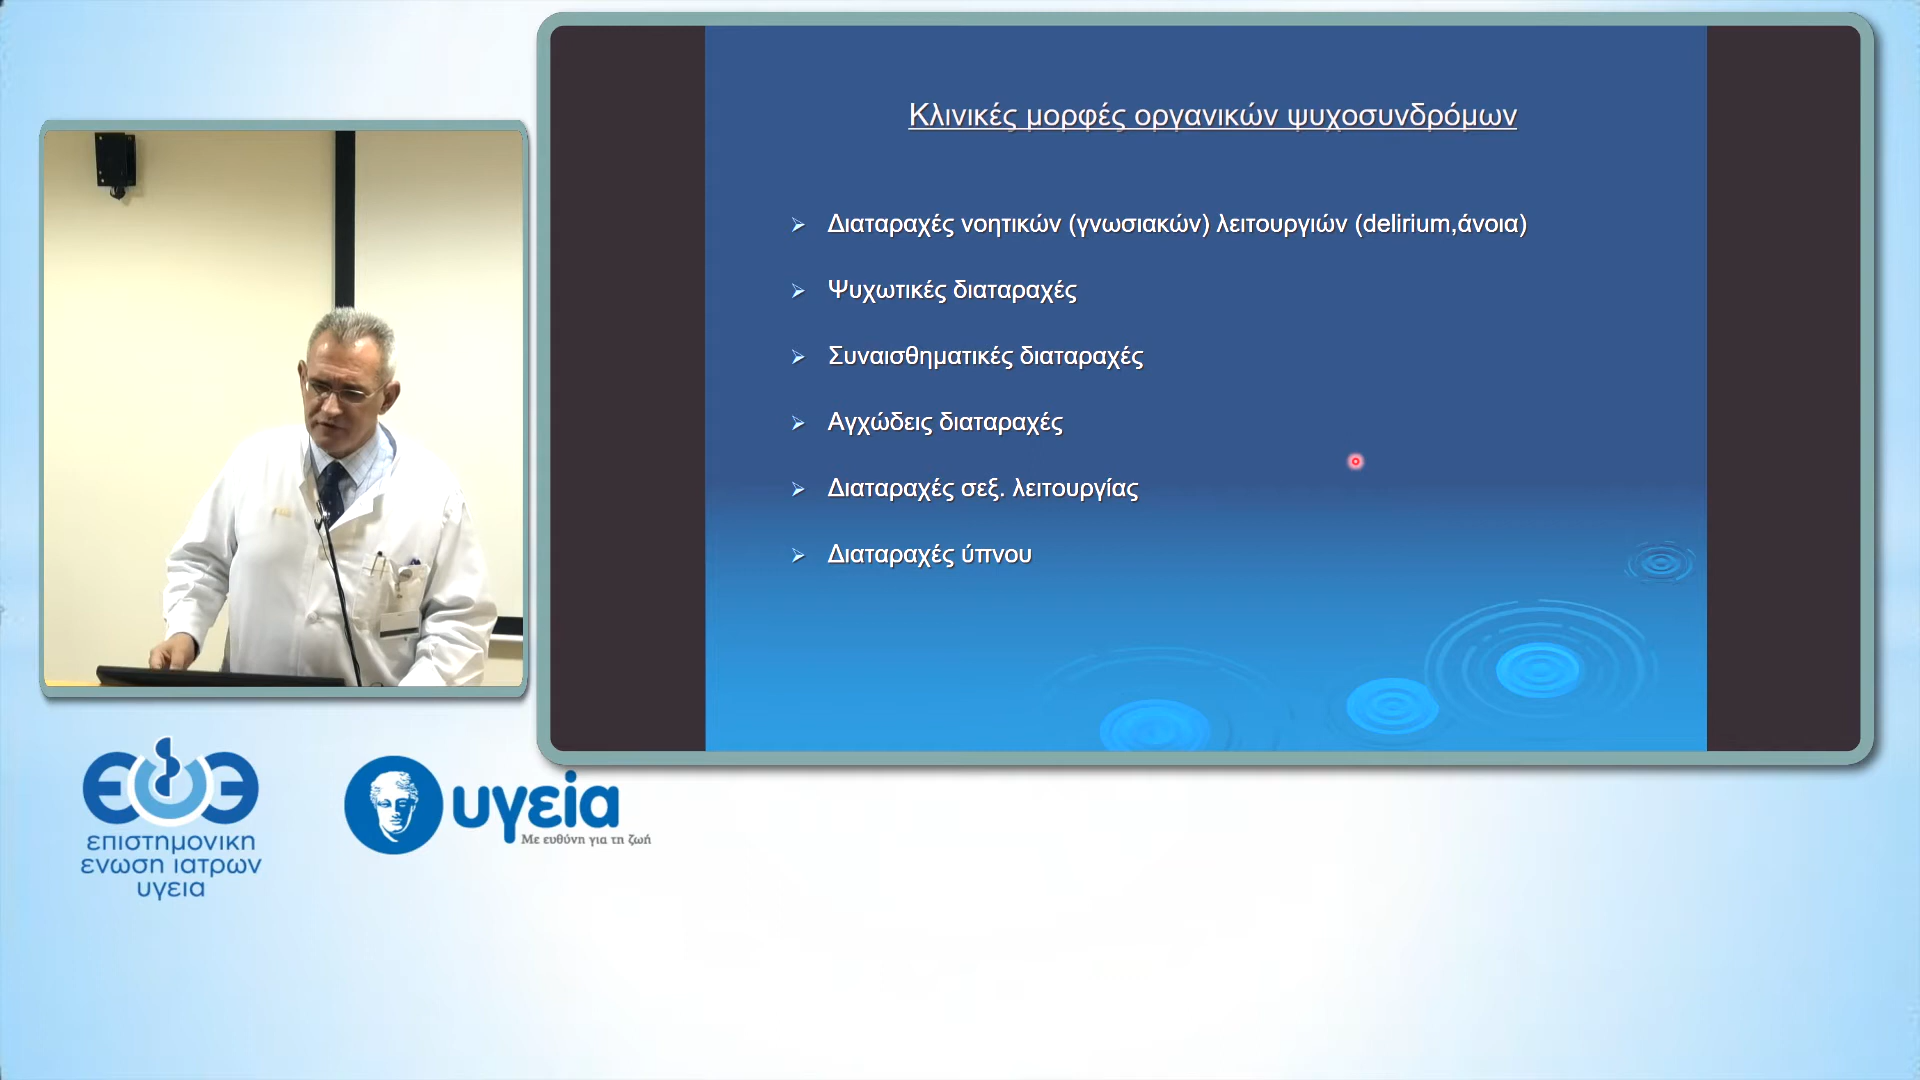 Κλινικές μορφές οργανικών ψυχοσυνδρόμων
Διαταραχές νοητικών (γνωσιακών) λειτουργιών (delirium,άνοια)
Ψυχωτικές διαταραχές
Συναισθηματικές διαταραχές
Αγχώδεις διαταραχές
Διαταραχές σεξ. λειτουργίας
Διαταραχές ύπνου
επιστημονικη
ενωση ιατρων
υγεια
υγεία
Με ευθύνη για τη ζωή